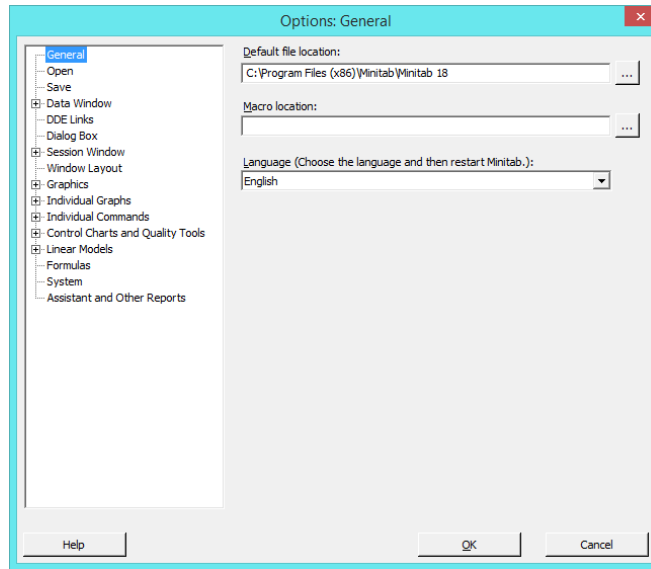 Options: General
×
General
Open
Save
Data Window
DDE Links
Dialog Box
Session Window
Window Layout
Graphics
Individual Graphs
Individual Commands
Control Charts and Quality Tools
Linear Models
Formulas
System
Assistant and Other Reports
Default file location:
C:\Program Files (x86)\Minitab\Minitab 18
...
Macro location:
...
Language (Choose the language and then restart Minitab.):
English
Help
OK
Cancel